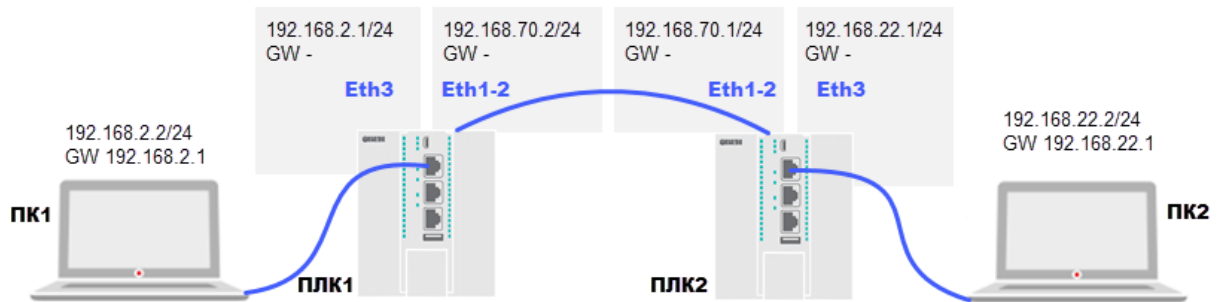 192.168.2.1/24
GW -
Eth3
192.168.70.2/24
GW -
Eth1-2
192.168.70.1/24
GW -
Eth1-2
192.168.22.1/24
GW -
Eth3
192.168.2.2/24
GW 192.168.2.1
ПК1
ПЛК1
ПЛК2
192.168.22.2/24
GW 192.168.22.1
ПК2